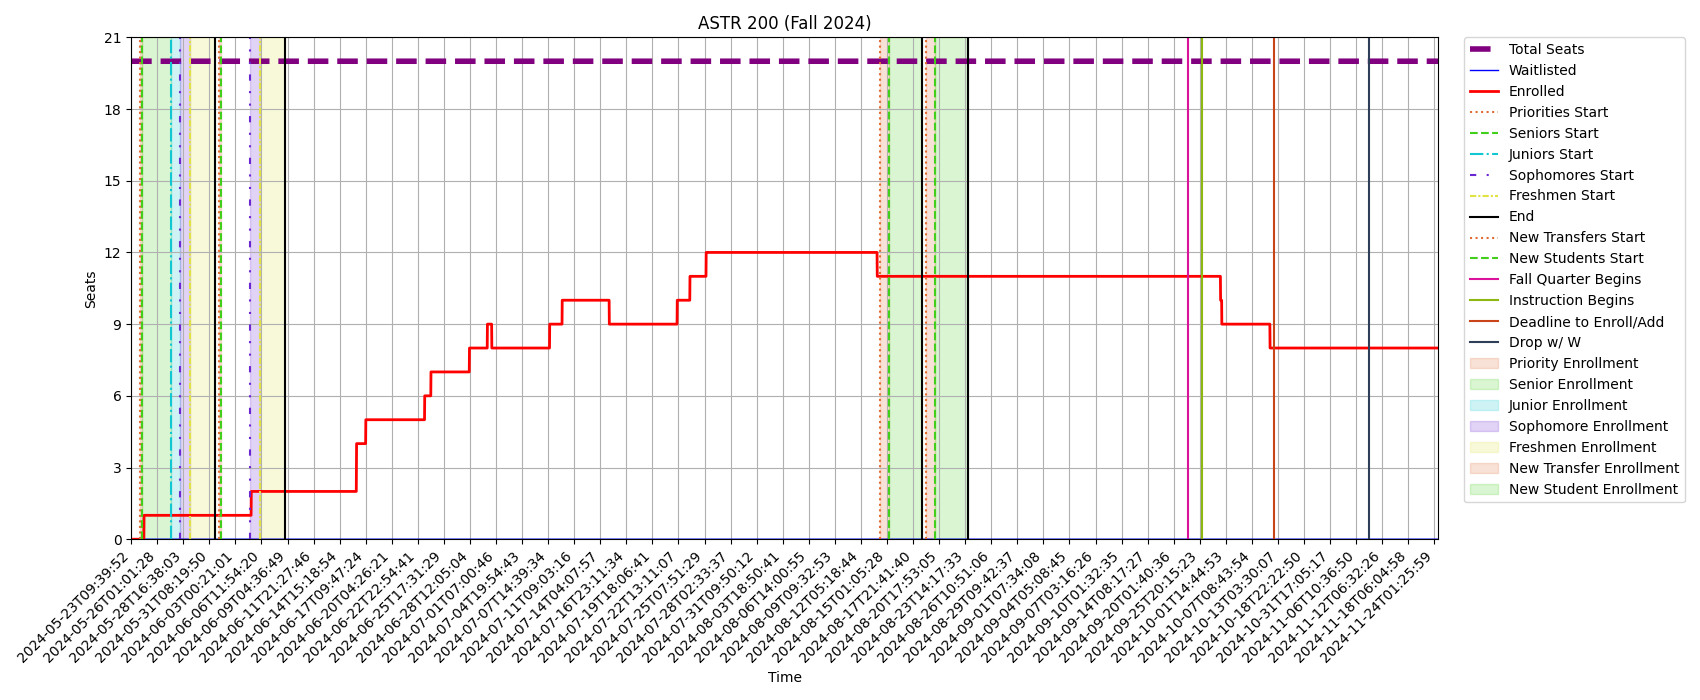 ASTR 200 (Fall 2024)
Seats
21
18
15
12
9
6
3
0
2024-05-23T09:39:52
2024-05-26T01:01:28
2024-05-28T16:38:03
2024-05-31T08:19:50
2024-06-03T00:21:01
2024-06-06T11:54:20
2024-06-09T04:36:49
2024-06-11T21:27:46
2024-06-14T15:18:54
2024-06-17T09:47:24
2024-06-20T04:26:21
2024-06-22T22:54:41
2024-06-25T17:31:29
2024-06-28T12:05:04
2024-07-01T07:00:46
2024-07-04T19:54:43
2024-07-07T14:39:34
2024-07-11T09:03:16
2024-07-14T04:07:57
2024-07-16T23:11:34
2024-07-19T18:06:41
2024-07-22T13:11:07
2024-07-25T07:51:29
2024-07-28T02:33:37
2024-07-31T09:50:12
2024-08-03T18:50:41
2024-08-06T14:00:55
2024-08-09T09:32:53
2024-08-12T05:18:44
2024-08-15T01:05:28
2024-08-17T21:41:40
2024-08-20T17:53:05
2024-08-23T14:17:33
2024-08-26T10:51:06
2024-08-29T09:42:37
2024-09-01T07:34:08
2024-09-04T05:08:45
2024-09-07T03:16:26
2024-09-10T01:32:35
2024-09-14T08:17:27
2024-09-20T01:40:36
2024-09-25T20:15:23
2024-10-01T14:44:53
2024-10-07T08:43:54
2024-10-13T03:30:07
2024-10-18T22:22:50
2024-10-31T17:05:17
2024-11-06T10:36:50
2024-11-12T06:32:26
2024-11-18T06:04:58
2024-11-24T01:25:59
Time
Total Seats
Waitlisted
Enrolled
Priorities Start
Seniors Start
Juniors Start
Sophomores Start
Freshmen Start
End
New Transfers Start
New Students Start
Fall Quarter Begins
Instruction Begins
Deadline to Enroll/Add
Drop w/ W
Priority Enrollment
Senior Enrollment
Junior Enrollment
Sophomore Enrollment
Freshmen Enrollment
New Transfer Enrollment
New Student Enrollment